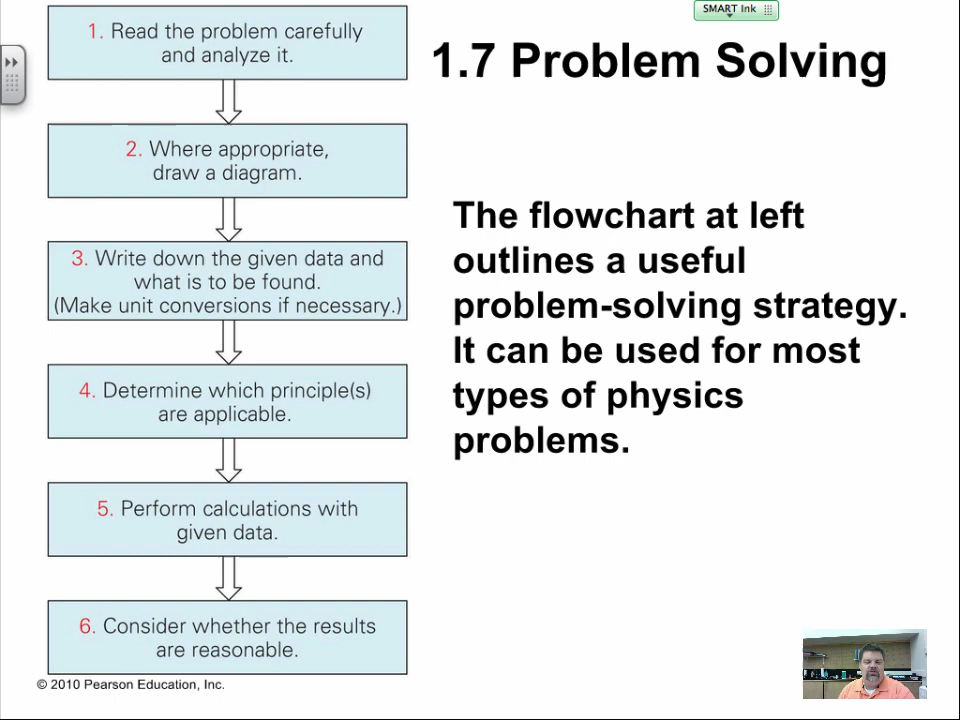 SMART Ink
1.7 Problem Solving
1. Read the problem carefully
and analyze it.
2. Where appropriate,
draw a diagram.
3. Write down the given data and
what is to be found.
(Make unit conversions if necessary.)
4. Determine which principle(s)
are applicable.
5. Perform calculations with
given data.
6. Consider whether the results
are reasonable.
The flowchart at left
outlines a useful
problem-solving strategy.
It can be used for most
types of physics
problems.
© 2010 Pearson Education, Inc.